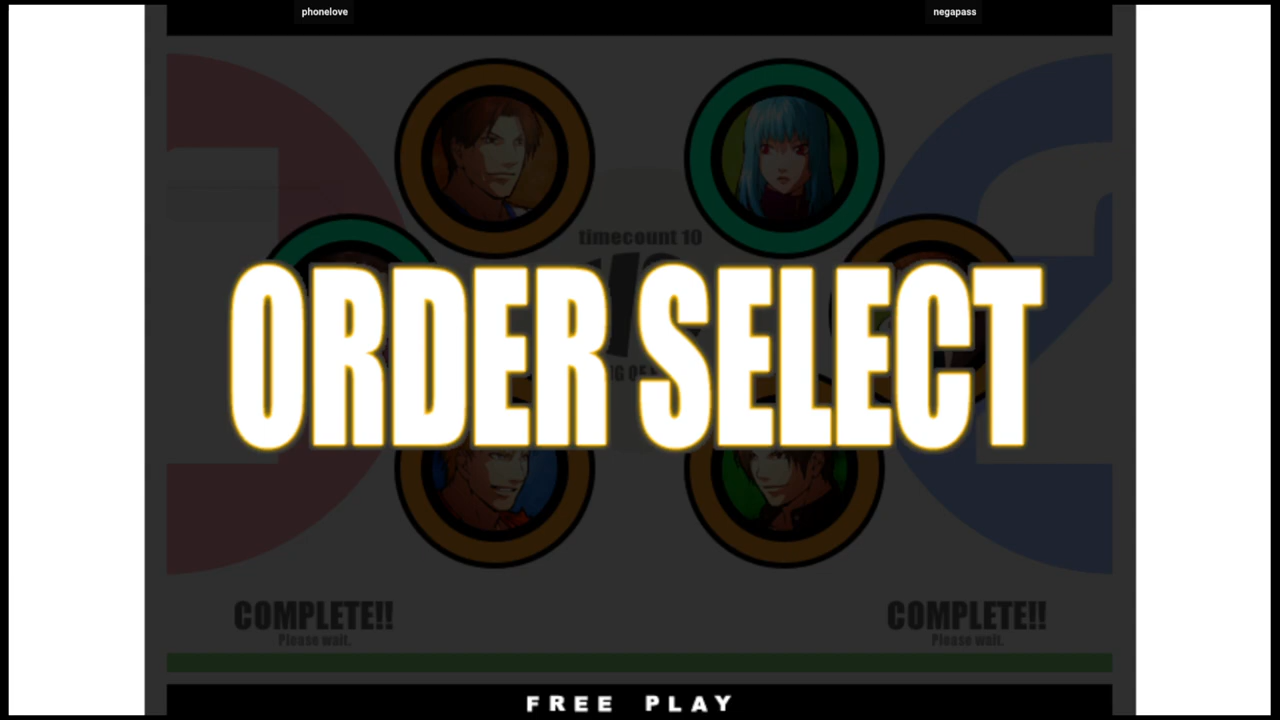 phonelove
negapass
timecount 10
ORDER SELECT
COMPLETE!!
Please wait.
COMPLETE!!
Please wait.
FREE PLAY